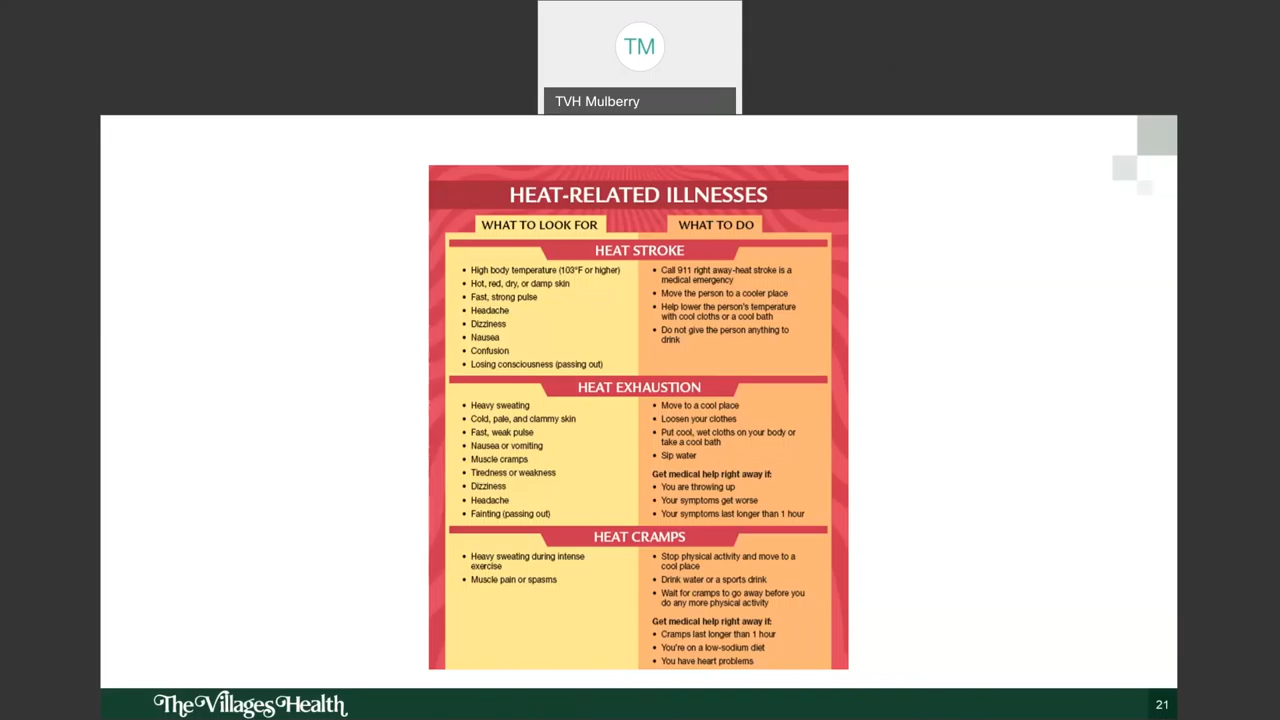 TM
TVH Mulberry
HEAT-RELATED ILLNESSES
WHAT TO LOOK FOR
WHAT TO DO
HEAT STROKE
• High body temperature (103°F or higher)
• Hot, red, dry, or damp skin
• Fast, strong pulse
• Headache
• Dizziness
• Nausea
• Confusion
• Losing consciousness (passing out)
• Call 911 right away-heat stroke is a
medical emergency
• Move the person to a cooler place
• Help lower the person's temperature
with cool cloths or a cool bath
• Do not give the person anything to
drink
HEAT EXHAUSTION
• Heavy sweating
• Cold, pale, and clammy skin
• Fast, weak pulse
• Nausea or vomiting
• Muscle cramps
• Tiredness or weakness
• Dizziness
• Headache
• Fainting (passing out)
• Move to a cool place
• Loosen your clothes
• Put cool, wet cloths on your body or
take a cool bath
• Sip water
Get medical help right away if:
• You are throwing up
• Your symptoms get worse
• Your symptoms last longer than 1 hour
HEAT CRAMPS
• Heavy sweating during intense
exercise
• Muscle pain or spasms
• Stop physical activity and move to a
cool place
• Drink water or a sports drink
• Wait for cramps to go away before you
do any more physical activity
Get medical help right away if:
• Cramps last longer than 1 hour
• You're on a low-sodium diet
• You have heart problems
The Villages Health
21